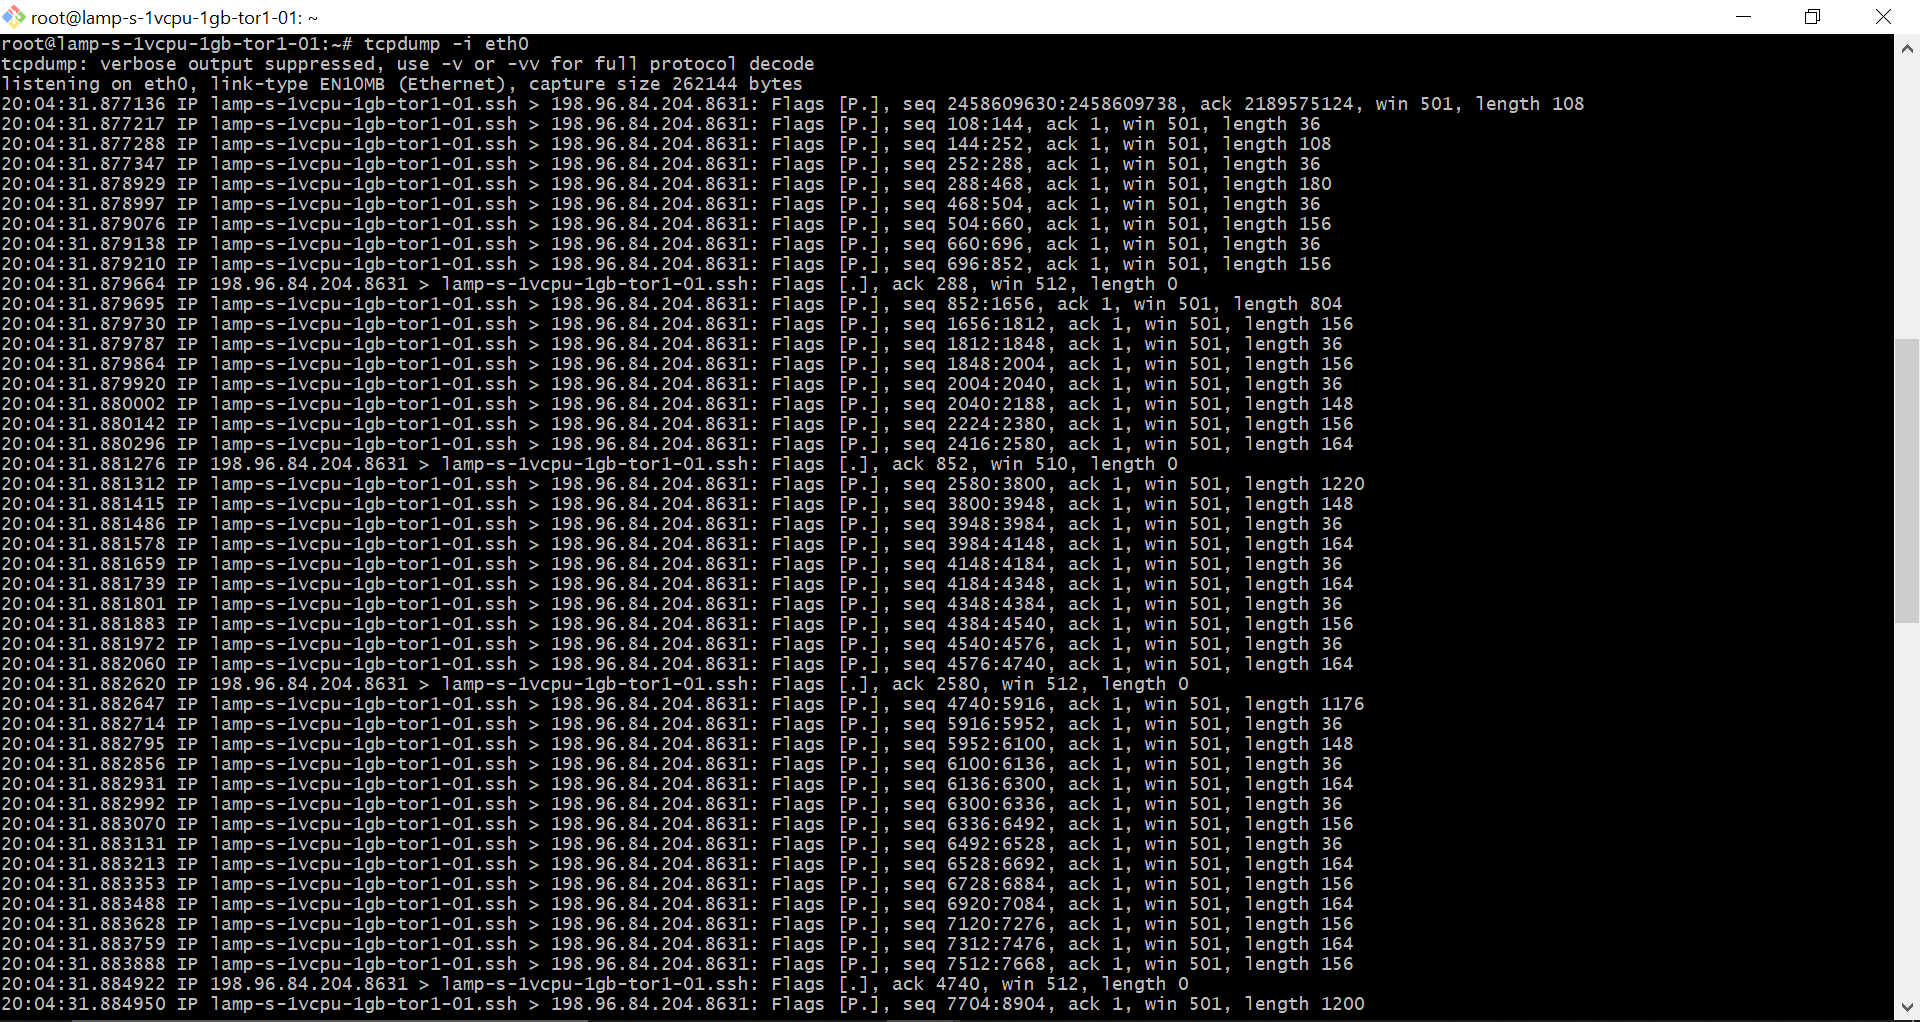 root@lamp-s-1vcpu-1gb-tor1-01: ~
root@lamp-s-1vcpu-1gb-tor1-01:~# tcpdump -i eth0
tcpdump: verbose output suppressed, use -v or -vv for full protocol decode
listening on eth0, link-type EN10MB (Ethernet), capture size 262144 bytes
20:04:31.877136 IP lamp-s-1vcpu-1gb-tor1-01.ssh > 198.96.84.204.8631: Flags [P.], seq 2458609630:2458609738, ack 2189575124, win 501, length 108
20:04:31.877217 IP lamp-s-1vcpu-1gb-tor1-01.ssh > 198.96.84.204.8631: Flags [P.], seq 108:144, ack 1, win 501, length 36
20:04:31.877288 IP lamp-s-1vcpu-1gb-tor1-01.ssh > 198.96.84.204.8631: Flags [P.], seq 144:252, ack 1, win 501, length 108
20:04:31.877347 IP lamp-s-1vcpu-1gb-tor1-01.ssh > 198.96.84.204.8631: Flags [P.], seq 252:288, ack 1, win 501, length 36
20:04:31.878929 IP lamp-s-1vcpu-1gb-tor1-01.ssh > 198.96.84.204.8631: Flags [P.], seq 288:468, ack 1, win 501, length 180
20:04:31.878997 IP lamp-s-1vcpu-1gb-tor1-01.ssh > 198.96.84.204.8631: Flags [P.], seq 468:504, ack 1, win 501, length 36
20:04:31.879076 IP lamp-s-1vcpu-1gb-tor1-01.ssh > 198.96.84.204.8631: Flags [P.], seq 504:660, ack 1, win 501, length 156
20:04:31.879138 IP lamp-s-1vcpu-1gb-tor1-01.ssh > 198.96.84.204.8631: Flags [P.], seq 660:696, ack 1, win 501, length 36
20:04:31.879210 IP lamp-s-1vcpu-1gb-tor1-01.ssh > 198.96.84.204.8631: Flags [P.], seq 696:852, ack 1, win 501, length 156
20:04:31.879664 IP 198.96.84.204.8631 > lamp-s-1vcpu-1gb-tor1-01.ssh: Flags [.], ack 288, win 512, length 0
20:04:31.879695 IP lamp-s-1vcpu-1gb-tor1-01.ssh > 198.96.84.204.8631: Flags [P.], seq 852:1656, ack 1, win 501, length 804
20:04:31.879730 IP lamp-s-1vcpu-1gb-tor1-01.ssh > 198.96.84.204.8631: Flags [P.], seq 1656:1812, ack 1, win 501, length 156
20:04:31.879787 IP lamp-s-1vcpu-1gb-tor1-01.ssh > 198.96.84.204.8631: Flags [P.], seq 1812:1848, ack 1, win 501, length 36
20:04:31.879864 IP lamp-s-1vcpu-1gb-tor1-01.ssh > 198.96.84.204.8631: Flags [P.], seq 1848:2004, ack 1, win 501, length 156
20:04:31.879920 IP lamp-s-1vcpu-1gb-tor1-01.ssh > 198.96.84.204.8631: Flags [P.], seq 2004:2040, ack 1, win 501, length 36
20:04:31.880002 IP lamp-s-1vcpu-1gb-tor1-01.ssh > 198.96.84.204.8631: Flags [P.], seq 2040:2188, ack 1, win 501, length 148
20:04:31.880142 IP lamp-s-1vcpu-1gb-tor1-01.ssh > 198.96.84.204.8631: Flags [P.], seq 2224:2380, ack 1, win 501, length 156
20:04:31.880296 IP lamp-s-1vcpu-1gb-tor1-01.ssh > 198.96.84.204.8631: Flags [P.], seq 2416:2580, ack 1, win 501, length 164
20:04:31.881276 IP 198.96.84.204.8631 > lamp-s-1vcpu-1gb-tor1-01.ssh: Flags [.], ack 852, win 510, length 0
20:04:31.881312 IP lamp-s-1vcpu-1gb-tor1-01.ssh > 198.96.84.204.8631: Flags [P.], seq 2580:3800, ack 1, win 501, length 1220
20:04:31.881415 IP lamp-s-1vcpu-1gb-tor1-01.ssh > 198.96.84.204.8631: Flags [P.], seq 3800:3948, ack 1, win 501, length 148
20:04:31.881486 IP lamp-s-1vcpu-1gb-tor1-01.ssh > 198.96.84.204.8631: Flags [P.], seq 3948:3984, ack 1, win 501, length 36
20:04:31.881578 IP lamp-s-1vcpu-1gb-tor1-01.ssh > 198.96.84.204.8631: Flags [P.], seq 3984:4148, ack 1, win 501, length 164
20:04:31.881659 IP lamp-s-1vcpu-1gb-tor1-01.ssh > 198.96.84.204.8631: Flags [P.], seq 4148:4184, ack 1, win 501, length 36
20:04:31.881739 IP lamp-s-1vcpu-1gb-tor1-01.ssh > 198.96.84.204.8631: Flags [P.], seq 4184:4348, ack 1, win 501, length 164
20:04:31.881801 IP lamp-s-1vcpu-1gb-tor1-01.ssh > 198.96.84.204.8631: Flags [P.], seq 4348:4384, ack 1, win 501, length 36
20:04:31.881883 IP lamp-s-1vcpu-1gb-tor1-01.ssh > 198.96.84.204.8631: Flags [P.], seq 4384:4540, ack 1, win 501, length 156
20:04:31.881972 IP lamp-s-1vcpu-1gb-tor1-01.ssh > 198.96.84.204.8631: Flags [P.], seq 4540:4576, ack 1, win 501, length 36
20:04:31.882060 IP lamp-s-1vcpu-1gb-tor1-01.ssh > 198.96.84.204.8631: Flags [P.], seq 4576:4740, ack 1, win 501, length 164
20:04:31.882620 IP 198.96.84.204.8631 > lamp-s-1vcpu-1gb-tor1-01.ssh: Flags [.], ack 2580, win 512, length 0
20:04:31.882647 IP lamp-s-1vcpu-1gb-tor1-01.ssh > 198.96.84.204.8631: Flags [P.], seq 4740:5916, ack 1, win 501, length 1176
20:04:31.882714 IP lamp-s-1vcpu-1gb-tor1-01.ssh > 198.96.84.204.8631: Flags [P.], seq 5916:5952, ack 1, win 501, length 36
20:04:31.882795 IP lamp-s-1vcpu-1gb-tor1-01.ssh > 198.96.84.204.8631: Flags [P.], seq 5952:6100, ack 1, win 501, length 148
20:04:31.882856 IP lamp-s-1vcpu-1gb-tor1-01.ssh > 198.96.84.204.8631: Flags [P.], seq 6100:6136, ack 1, win 501, length 36
20:04:31.882931 IP lamp-s-1vcpu-1gb-tor1-01.ssh > 198.96.84.204.8631: Flags [P.], seq 6136:6300, ack 1, win 501, length 164
20:04:31.882992 IP lamp-s-1vcpu-1gb-tor1-01.ssh > 198.96.84.204.8631: Flags [P.], seq 6300:6336, ack 1, win 501, length 36
20:04:31.883070 IP lamp-s-1vcpu-1gb-tor1-01.ssh > 198.96.84.204.8631: Flags [P.], seq 6336:6492, ack 1, win 501, length 156
20:04:31.883131 IP lamp-s-1vcpu-1gb-tor1-01.ssh > 198.96.84.204.8631: Flags [P.], seq 6492:6528, ack 1, win 501, length 36
20:04:31.883213 IP lamp-s-1vcpu-1gb-tor1-01.ssh > 198.96.84.204.8631: Flags [P.], seq 6528:6692, ack 1, win 501, length 164
20:04:31.883353 IP lamp-s-1vcpu-1gb-tor1-01.ssh > 198.96.84.204.8631: Flags [P.], seq 6728:6884, ack 1, win 501, length 156
20:04:31.883488 IP lamp-s-1vcpu-1gb-tor1-01.ssh > 198.96.84.204.8631: Flags [P.], seq 6920:7084, ack 1, win 501, length 164
20:04:31.883628 IP lamp-s-1vcpu-1gb-tor1-01.ssh > 198.96.84.204.8631: Flags [P.], seq 7120:7276, ack 1, win 501, length 156
20:04:31.883759 IP lamp-s-1vcpu-1gb-tor1-01.ssh > 198.96.84.204.8631: Flags [P.], seq 7312:7476, ack 1, win 501, length 164
20:04:31.883888 IP lamp-s-1vcpu-1gb-tor1-01.ssh > 198.96.84.204.8631: Flags [P.], seq 7512:7668, ack 1, win 501, length 156
20:04:31.884922 IP 198.96.84.204.8631 > lamp-s-1vcpu-1gb-tor1-01.ssh: Flags [.], ack 4740, win 512, length 0
20:04:31.884950 IP lamp-s-1vcpu-1gb-tor1-01.ssh > 198.96.84.204.8631: Flags [P.], seq 7704:8904, ack 1, win 501, length 1200